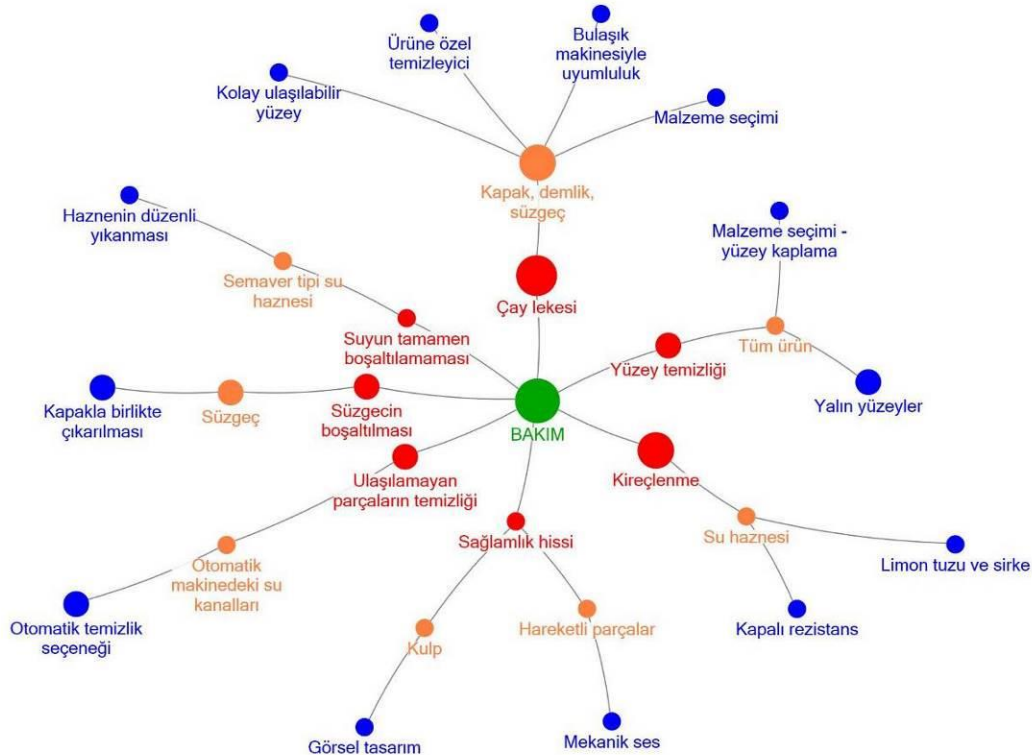 Ürüne özel
temizleyici
Bulaşık
makinesiyle
uyumluluk
Kolay ulaşılabilir
yüzey
Malzeme seçimi
Kapak, demlik,
süzgeç
Haznenin düzenli
yıkanması
Malzeme seçimi -
yüzey kaplama
Semaver tipi su
haznesi
Çay lekesi
Suyun tamamen
boşaltılamaması
Yüzey temizliği
Tüm ürün
Kapakla birlikte
çıkarılması
Süzgeç
Süzgecin
boşaltılması
BAKIM
Yalın yüzeyler
Ulaşılamayan
parçaların temizliği
Kireçlenme
Sağlamlık hissi
Su haznesi
Otomatik
makinedeki su
kanalları
Limon tuzu ve sirke
Otomatik temizlik
seçeneği
Kulp
Hareketli parçalar
Kapalı rezistans
Görsel tasarım
Mekanik ses